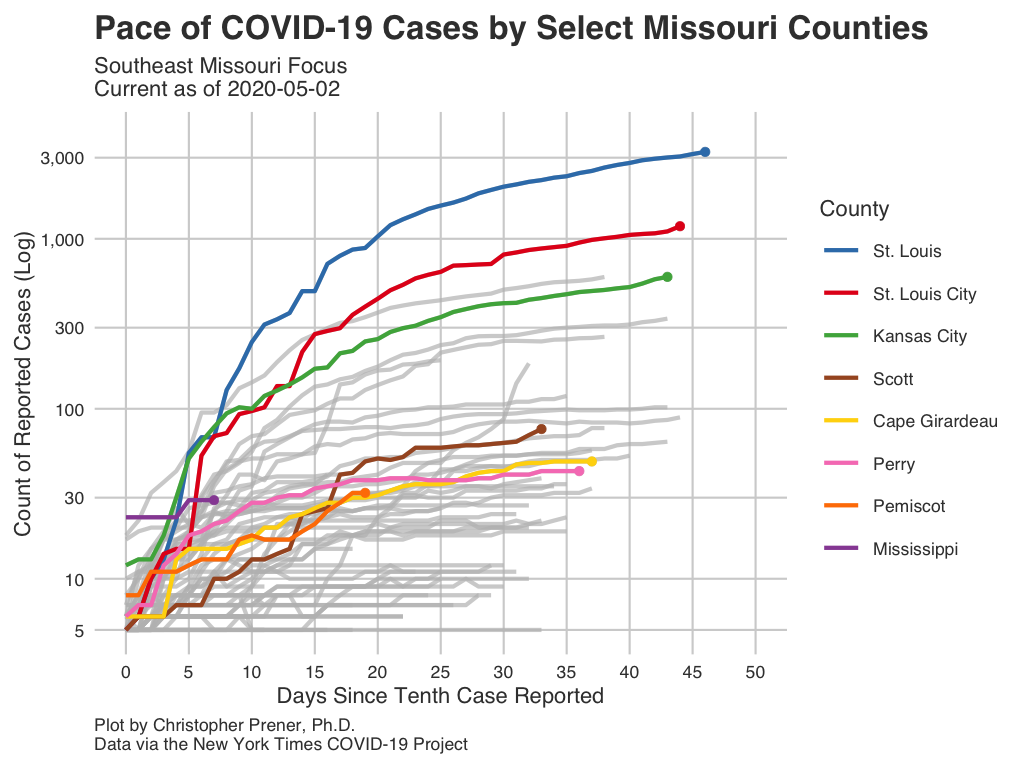 Pace of COVID-19 Cases by Select Missouri Counties
Southeast Missouri Focus
Current as of 2020-05-02
Count of Reported Cases (Log)
3,000
1,000
300
100
30
10
5
0 5 10 15 20 25 30 35 40 45 50
Days Since Tenth Case Reported
County
St. Louis
St. Louis City
Kansas City
Scott
Cape Girardeau
Perry
Pemiscot
Mississippi
Plot by Christopher Prener, Ph.D.
Data via the New York Times COVID-19 Project